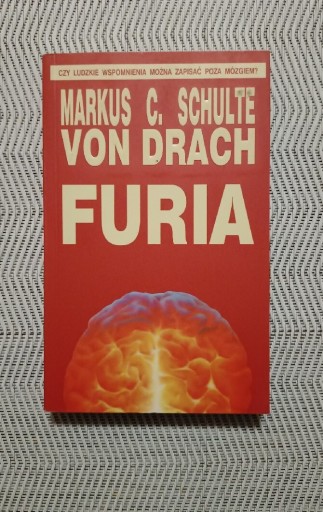 CZY LUDZKIE WSPOMNIENIA MOŻNA ZAPISAĆ POZA MÓZGIEM?
MARKUS C. SCHULTE
VON DRACH
FURIA